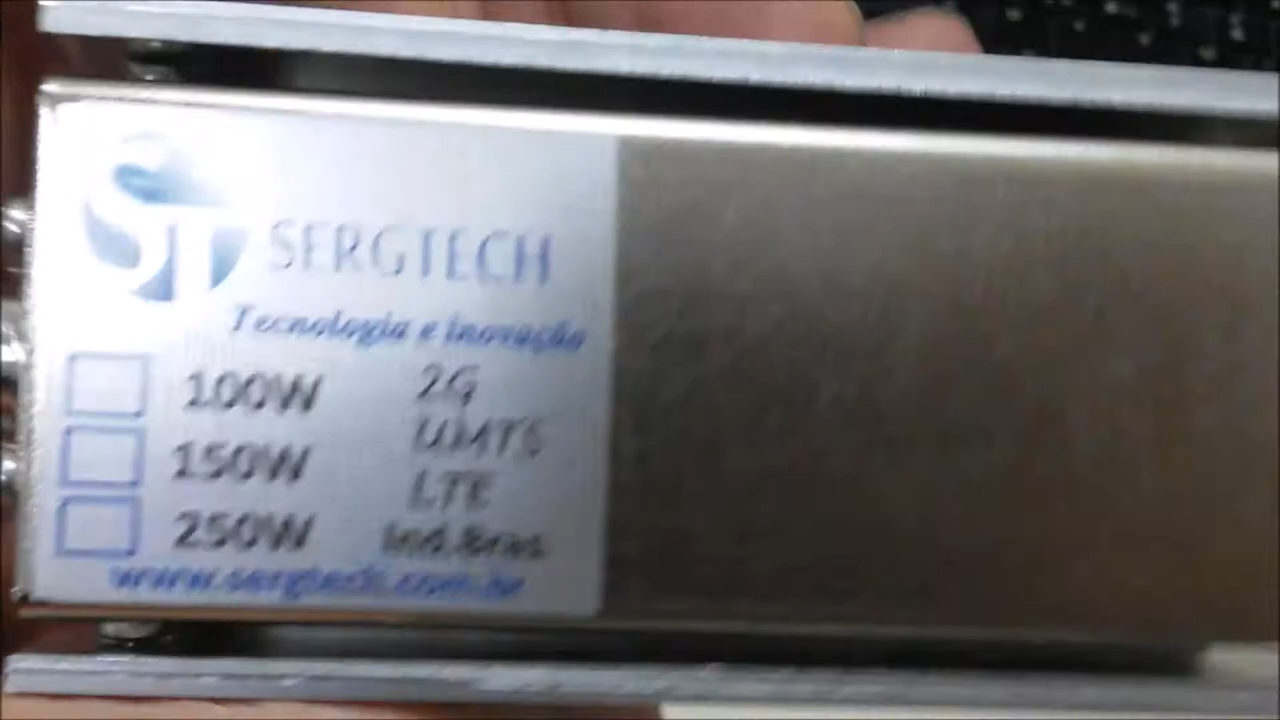 ST SERGTECH
Tecnologia e inovação
100W 2G
150W UMTS
250W LTE
Ind.Bras
www.sergtech.com.br